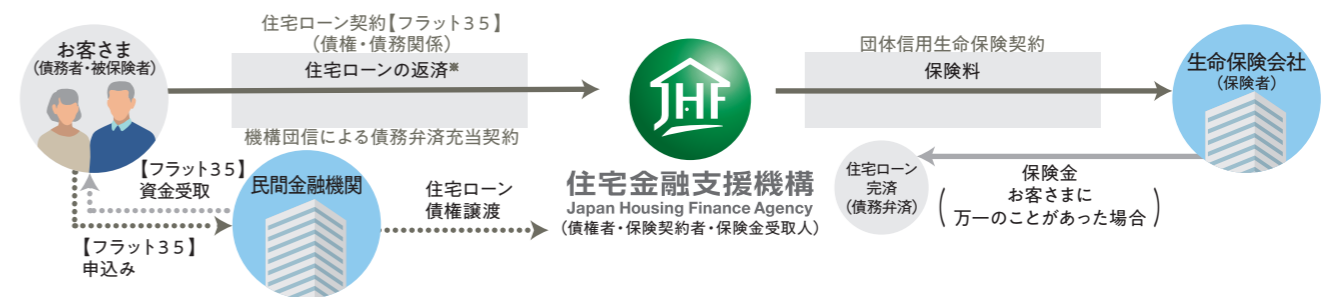 お客さま
(債務者・被保険者)
住宅ローン契約【フラット35】
(債権・債務関係)
住宅ローンの返済※
機構団信による債務弁済充当契約
【フラット35】
資金受取
【フラット35】
申込み
民間金融機関
住宅ローン
債権譲渡
JHF
住宅金融支援機構
Japan Housing Finance Agency
(債権者・保険契約者・保険金受取人)
団体信用生命保険契約
保険料
生命保険会社
(保険者)
保険金
(お客さまに
万一のことがあった場合)
住宅ローン
完済
(債務弁済)